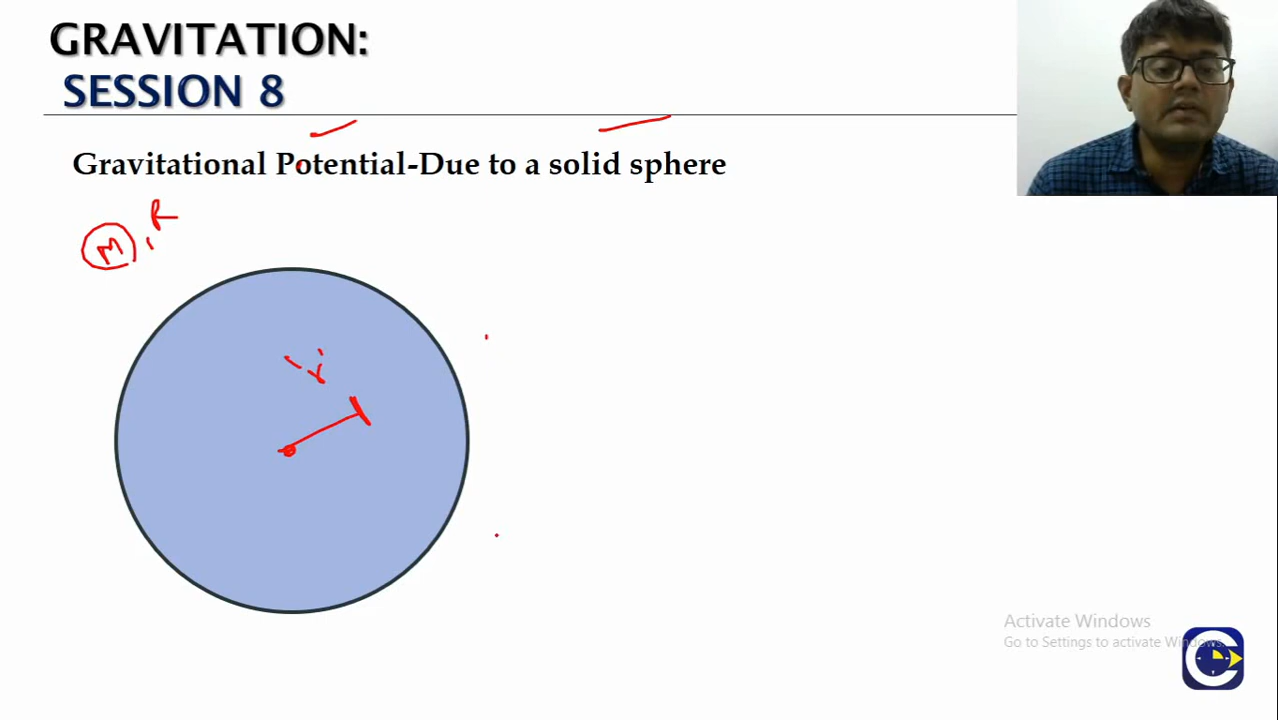 GRAVITATION:
SESSION 8
Gravitational Potential-Due to a solid sphere
M, R
r
Activate Windows
Go to Settings to activate Windows.